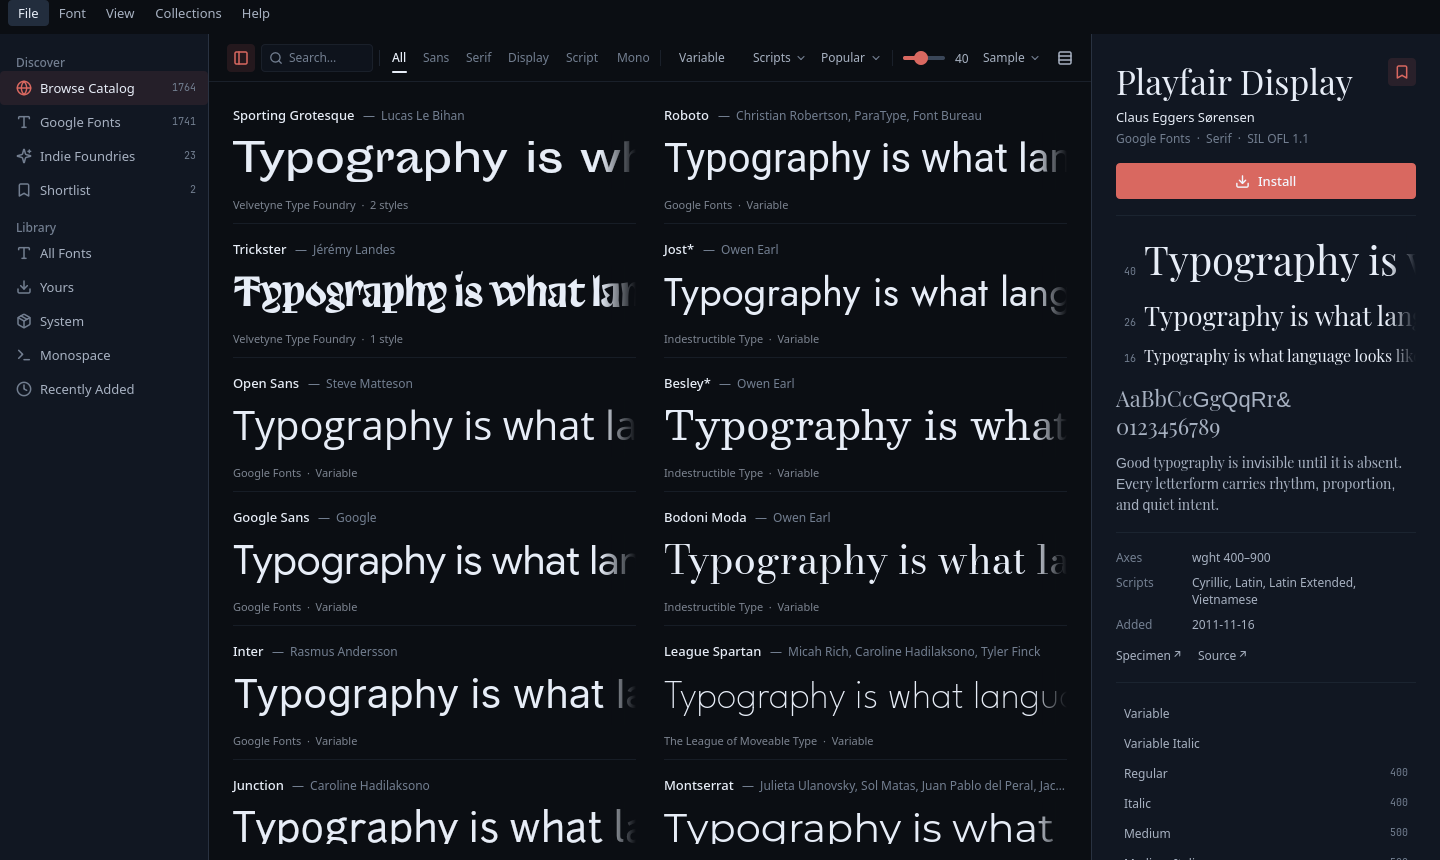 File Font View Collections Help
Discover
Browse Catalog 1764
Google Fonts 1741
Indie Foundries 23
Shortlist 2
Library
All Fonts
Yours
System
Monospace
Recently Added
Search...
All Sans Serif Display Script Mono Variable Scripts Popular 40 Sample
Sporting Grotesque — Lucas Le Bihan
Typography is wh
Velvetyne Type Foundry · 2 styles
Roboto — Christian Robertson, ParaType, Font Bureau
Typography is what lan
Google Fonts · Variable
Trickster — Jérémy Landes
Typography is what lan
Velvetyne Type Foundry · 1 style
Jost* — Owen Earl
Typography is what lang
Indestructible Type · Variable
Open Sans — Steve Matteson
Typography is what la
Google Fonts · Variable
Besley* — Owen Earl
Typography is what
Indestructible Type · Variable
Google Sans — Google
Typography is what lan
Google Fonts · Variable
Bodoni Moda — Owen Earl
Typography is what la
Indestructible Type · Variable
Inter — Rasmus Andersson
Typography is what la
Google Fonts · Variable
League Spartan — Micah Rich, Caroline Hadilaksono, Tyler Finck
Typography is what langua
The League of Moveable Type · Variable
Junction — Caroline Hadilaksono
Typography is what la
Montserrat — Julieta Ulanovsky, Sol Matas, Juan Pablo del Peral, Jac...
Typography is what
Playfair Display
Claus Eggers Sørensen
Google Fonts · Serif · SIL OFL 1.1
Install
40 Typography is w
26 Typography is what lang
16 Typography is what language looks like
AaBbCcGgQqRr&
0123456789
Good typography is invisible until it is absent.
Every letterform carries rhythm, proportion,
and quiet intent.
Axes wght 400–900
Scripts Cyrillic, Latin, Latin Extended,
Vietnamese
Added 2011-11-16
Specimen Source
Variable
Variable Italic
Regular 400
Italic 400
Medium 500